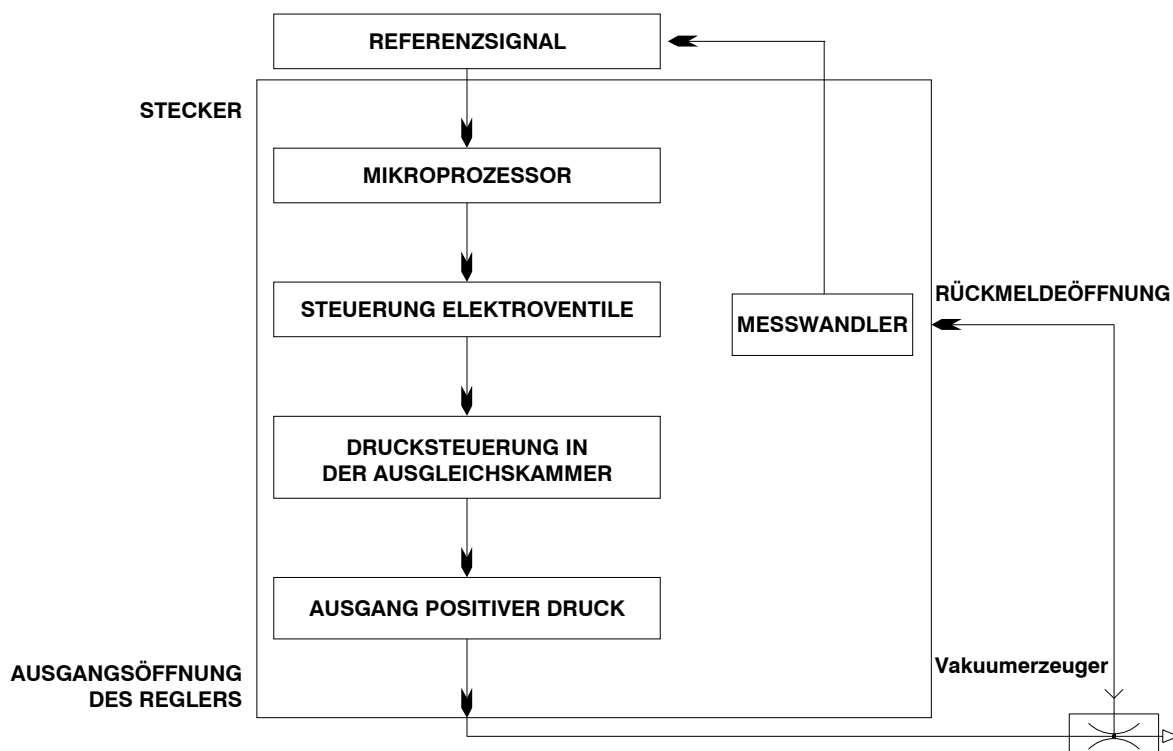 REFERENZSIGNAL
STECKER
MIKROPROZESSOR
STEUERUNG ELEKTROVENTILE
RÜCKMELDEÖFFNUNG
MESSWANDLER
DRUCKSTEUERUNG IN
DER AUSGLEICHSKAMMER
AUSGANG POSITIVER DRUCK
AUSGANGSÖFFNUNG
DES REGLERS
Vakuumerzeuger